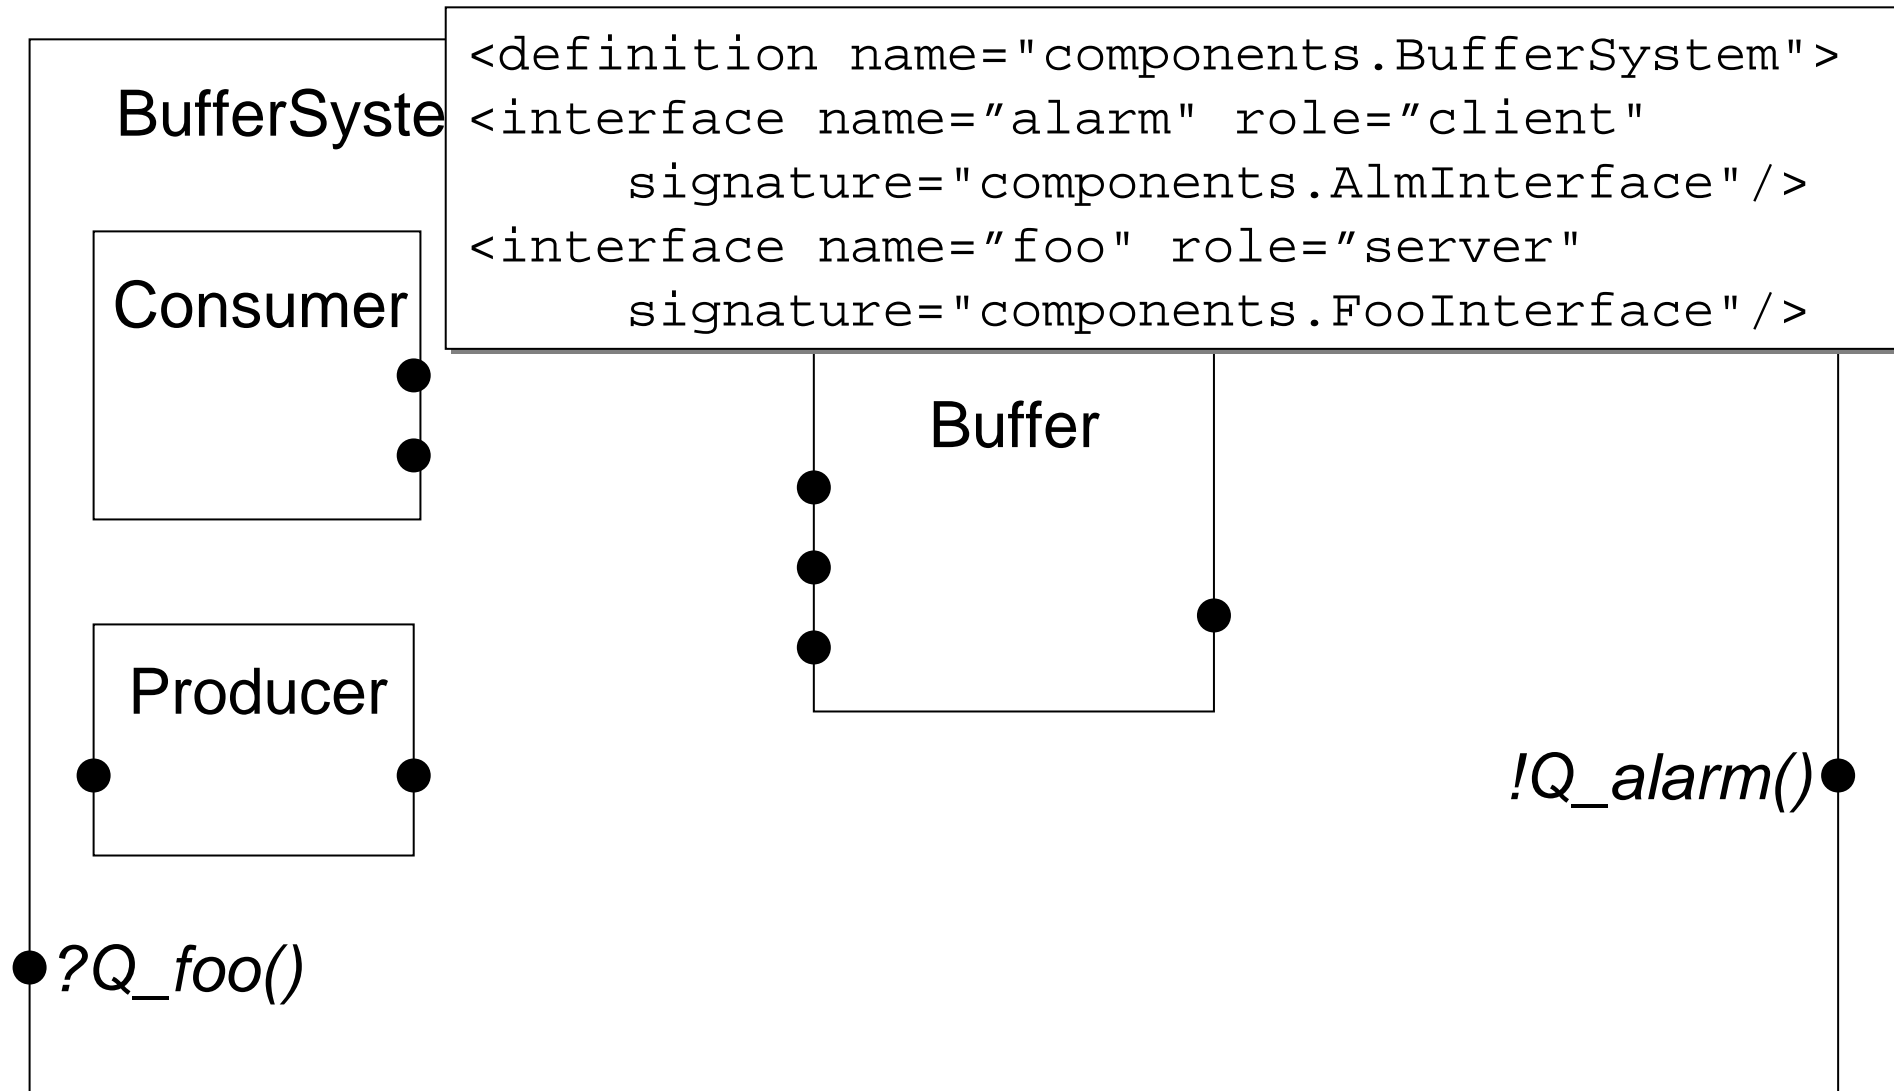 <definition name="components.BufferSystem">
<interface name=”alarm" role=”client"
signature="components.AlmInterface"/>
<interface name=”foo" role=”server"
signature="components.FooInterface"/>
BufferSyste
Consumer
Buffer
Producer
!Q_alarm()
?Q_foo()